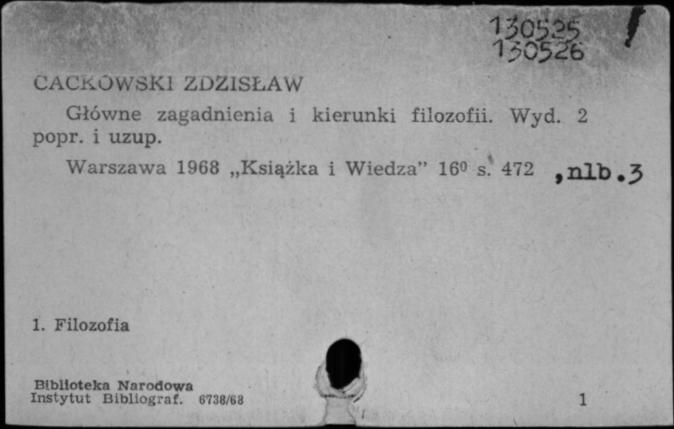 130525
130526
CACKOWSKI ZDZISŁAW
Główne zagadnienia i kierunki filozofii. Wyd. 2
popr. i uzup.
Warszawa 1968 „Książka i Wiedza” 16⁰ s. 472 , nlb. 3
1. Filozofia
Biblioteka Narodowa
Instytut Bibliograf. 6738/68
1